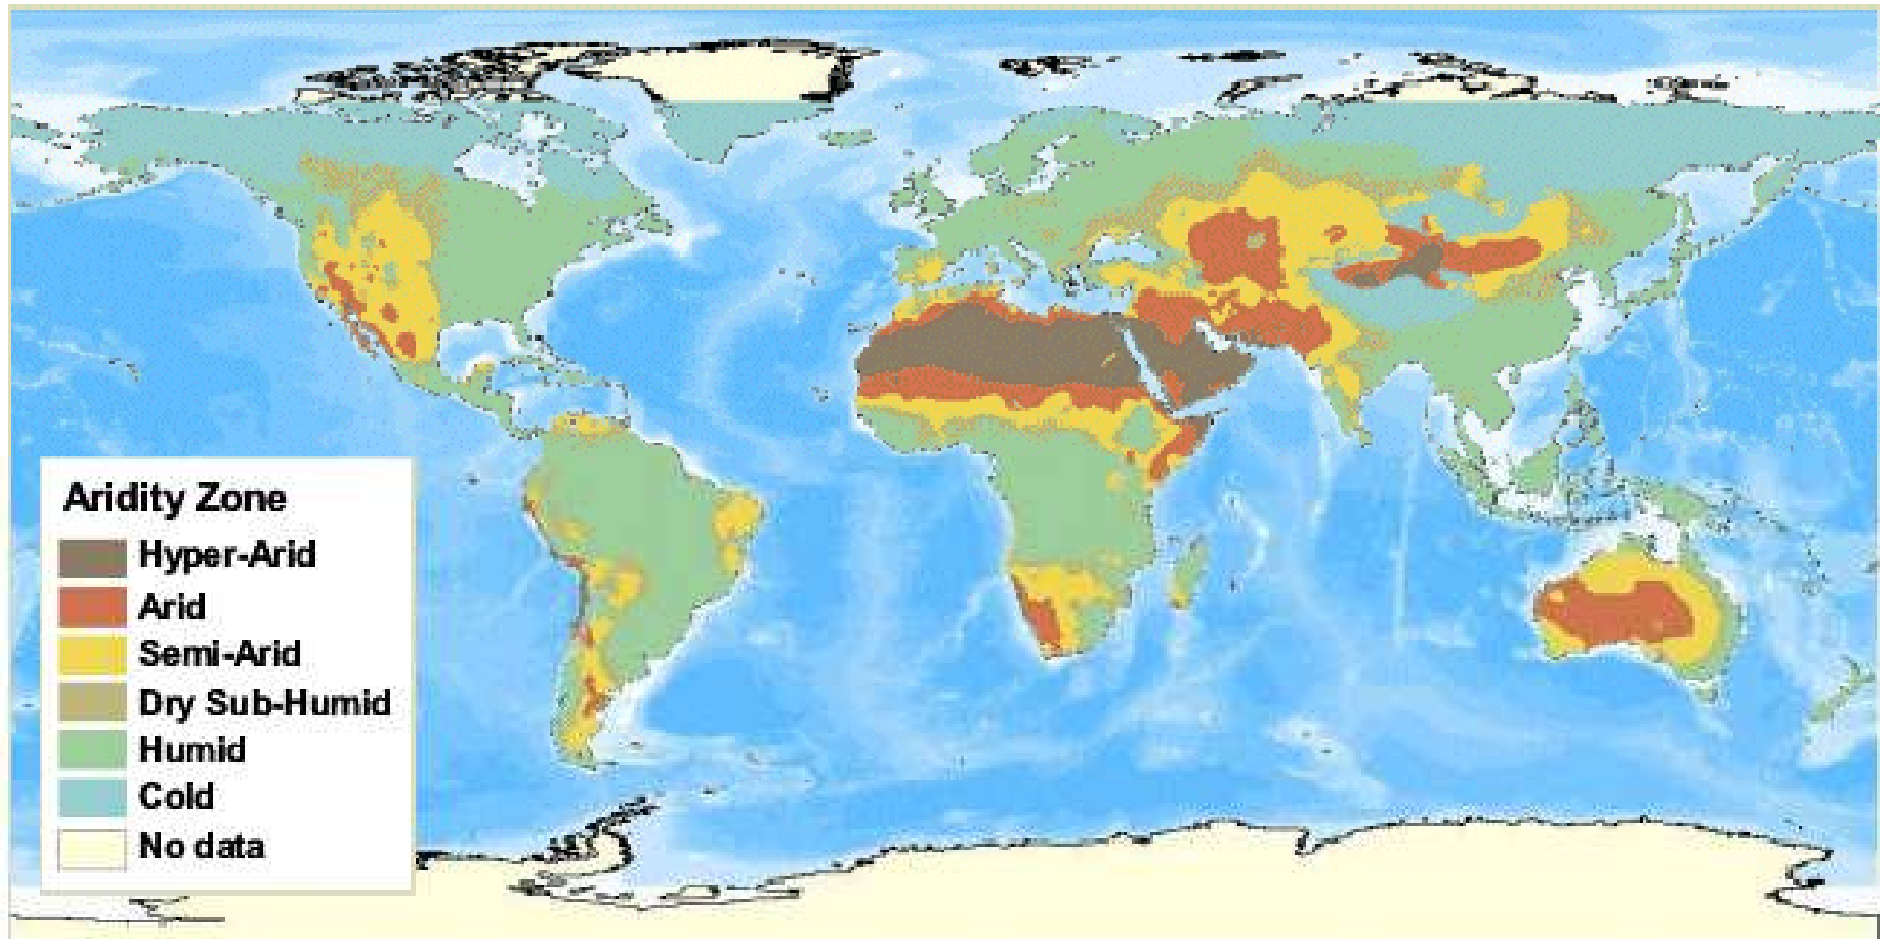 Aridity Zone
Hyper-Arid
Arid
Semi-Arid
Dry Sub-Humid
Humid
Cold
No data